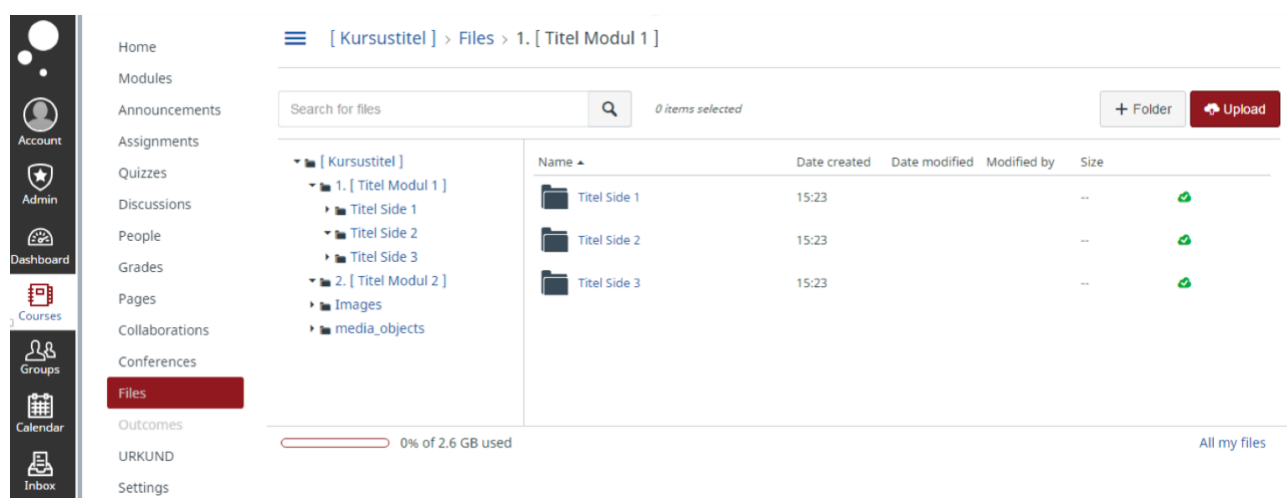 Account
Admin
Dashboard
Courses
Groups
Calendar
Inbox
Home
Modules
Announcements
Assignments
Quizzes
Discussions
People
Grades
Pages
Collaborations
Conferences
Files
Outcomes
URKUND
Settings
[ Kursustitel ] > Files > 1. [ Titel Modul 1 ]
Search for files 0 items selected + Folder Upload
[ Kursustitel ]
1. [ Titel Modul 1 ]
Titel Side 1
Titel Side 2
Titel Side 3
2. [ Titel Modul 2 ]
Images
media_objects
Name Date created Date modified Modified by Size
Titel Side 1 15:23 --
Titel Side 2 15:23 --
Titel Side 3 15:23 --
0% of 2.6 GB used All my files